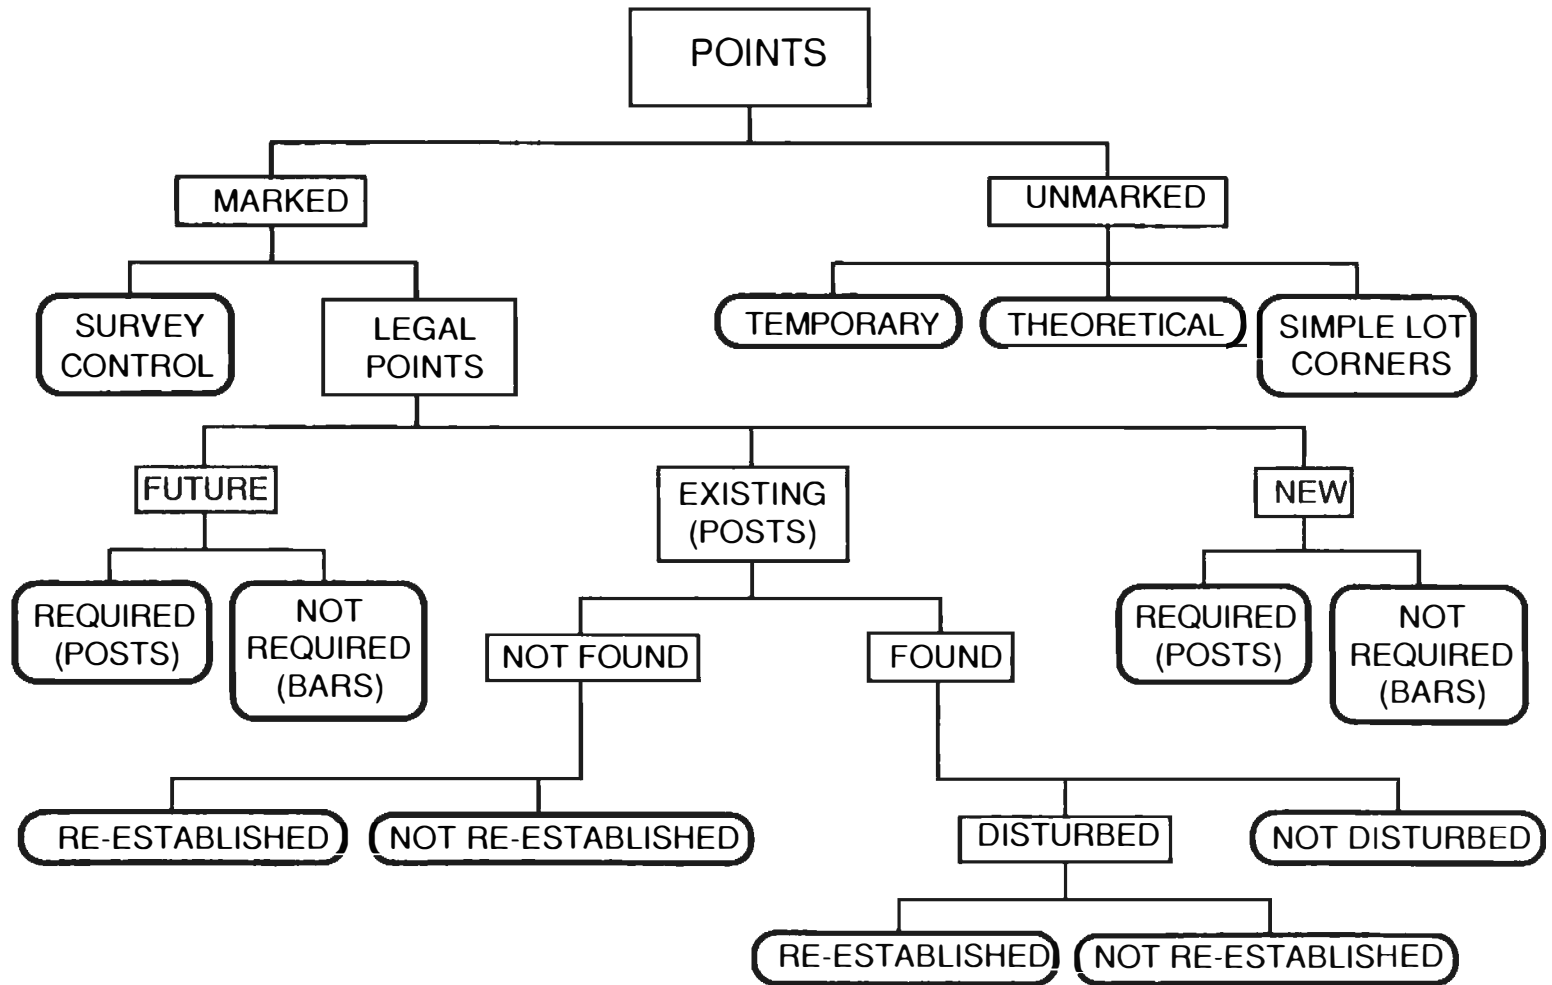 POINTS
MARKED
UNMARKED
SURVEY
CONTROL
LEGAL
POINTS
TEMPORARY
THEORETICAL
SIMPLE LOT
CORNERS
FUTURE
EXISTING
(POSTS)
NEW
REQUIRED
(POSTS)
NOT
REQUIRED
(BARS)
NOT FOUND
FOUND
REQUIRED
(POSTS)
NOT
REQUIRED
(BARS)
RE-ESTABLISHED
NOT RE-ESTABLISHED
DISTURBED
NOT DISTURBED
RE-ESTABLISHED
NOT RE-ESTABLISHED